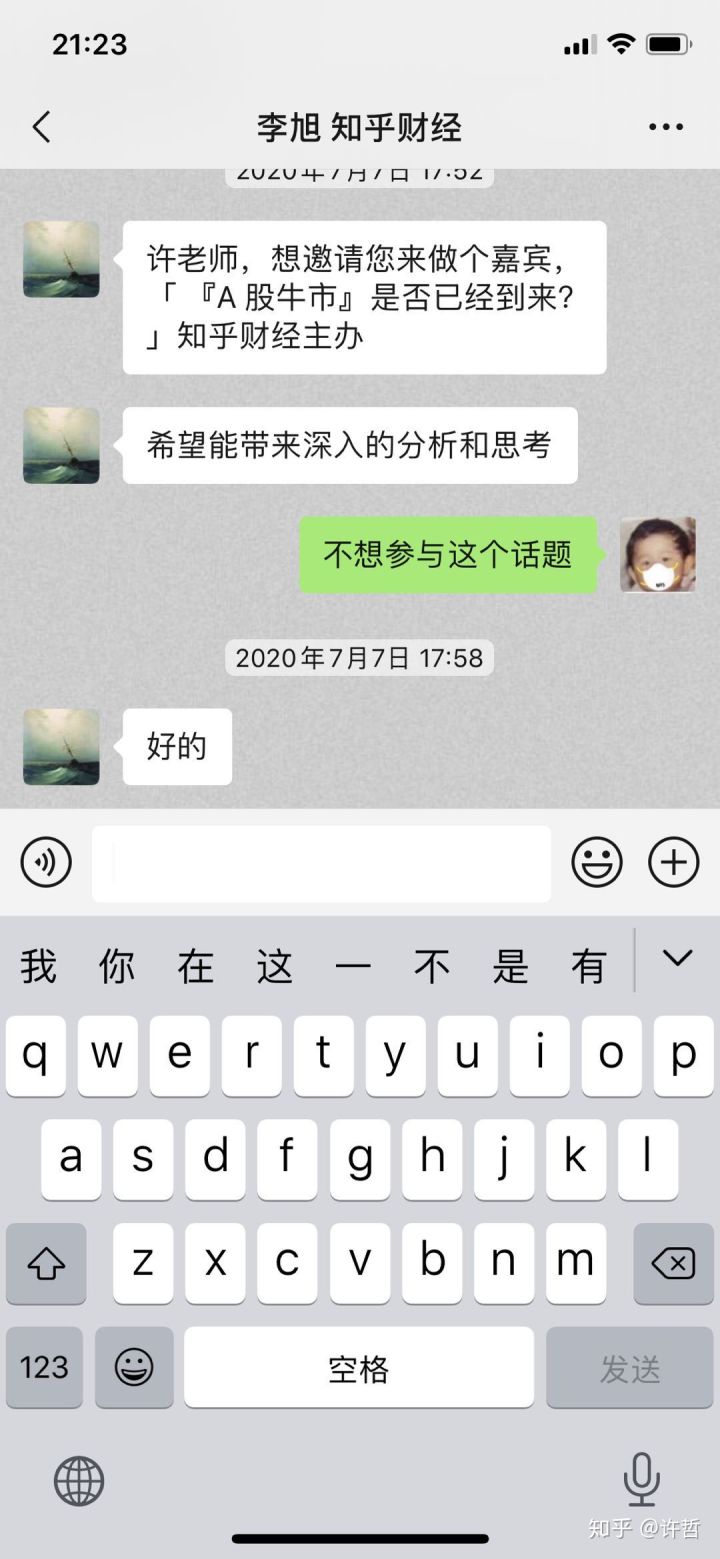 21:23
李旭 知乎财经
2020年7月7日 17:52
许老师，想邀请您来做个嘉宾，
「 『A 股牛市』是否已经到来？
」知乎财经主办
希望能带来深入的分析和思考
不想参与这个话题
2020年7月7日 17:58
好的
我 你 在 这 一 不 是 有
q w e r t y u i o p
a s d f g h j k l
z x c v b n m
123 空格 发送
知乎 @许哲